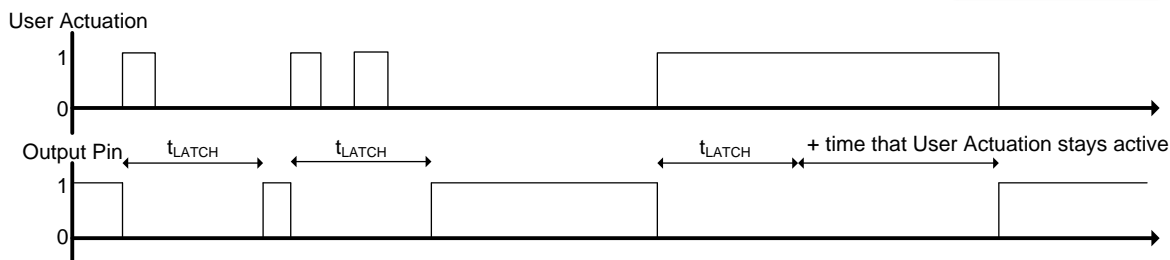 User Actuation
1
0
Output Pin
tLATCH
tLATCH
tLATCH
+ time that User Actuation stays active
1
0